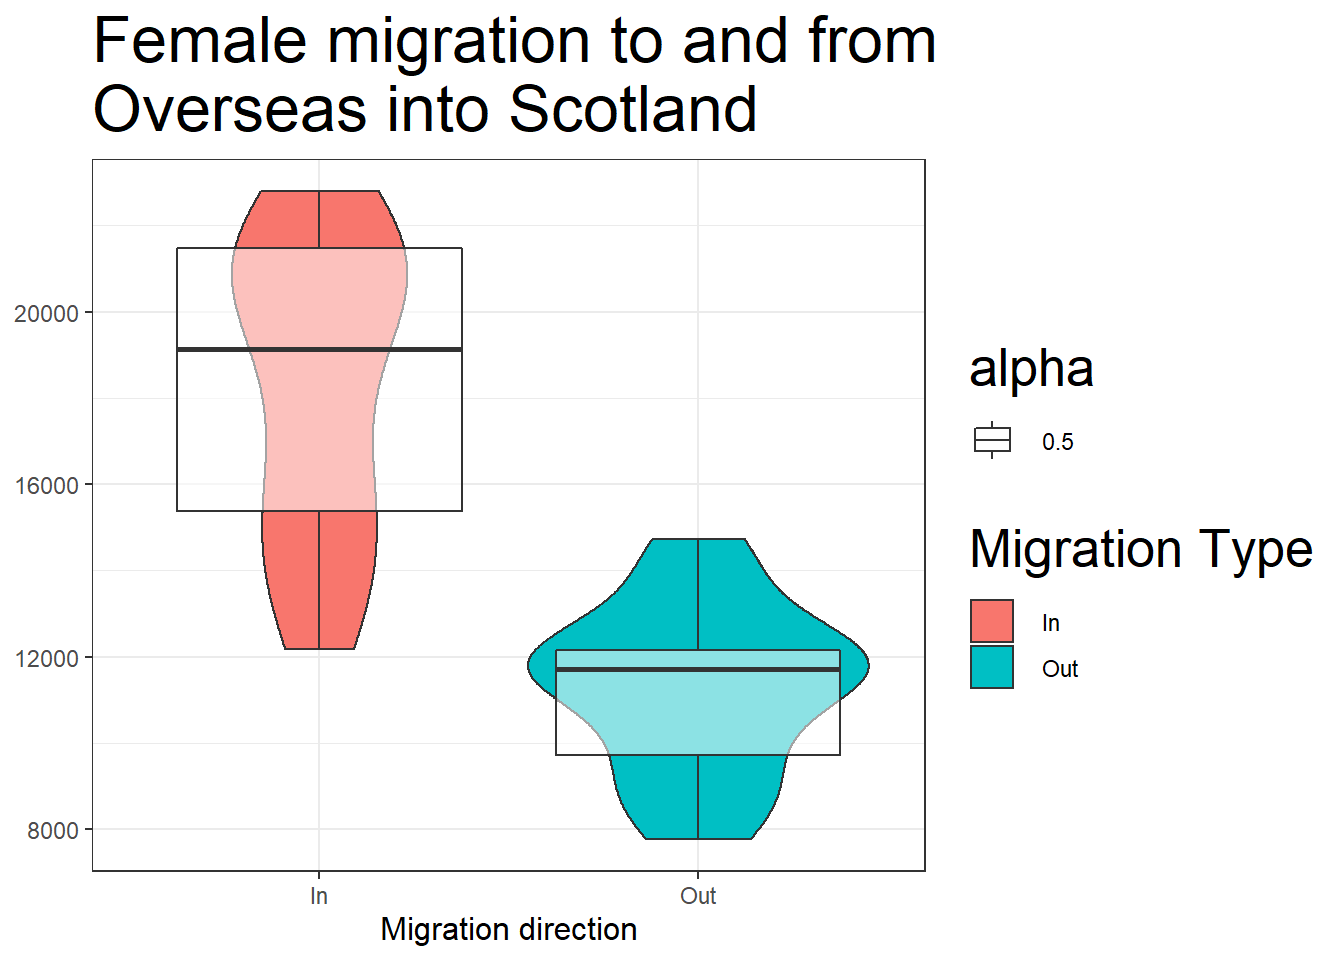 Female migration to and from
Overseas into Scotland
20000
16000
12000
8000
In
Out
Migration direction
alpha
0.5
Migration Type
In
Out